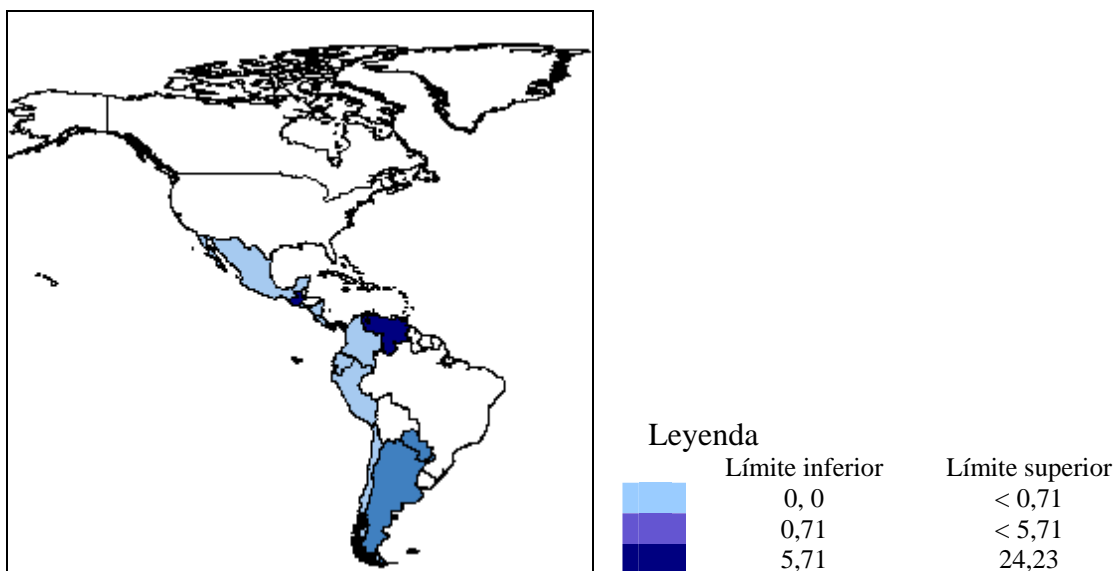 Leyenda
Límite inferior Límite superior
0, 0 < 0,71
0,71 < 5,71
5,71 24,23